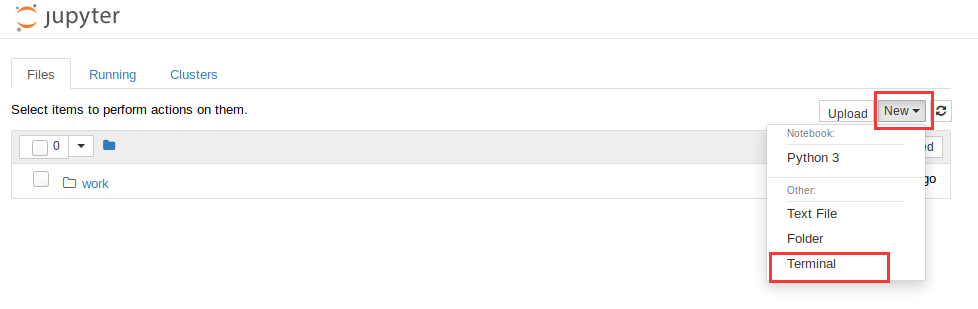 jupyter
Files Running Clusters
Select items to perform actions on them.
Upload New
0
ed
Notebook:
Python 3
work
go
Other:
Text File
Folder
Terminal